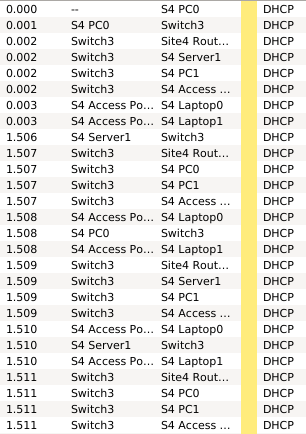 0.000 -- S4 PC0 DHCP
0.001 S4 PC0 Switch3 DHCP
0.002 Switch3 Site4 Rout... DHCP
0.002 Switch3 S4 Server1 DHCP
0.002 Switch3 S4 PC1 DHCP
0.002 Switch3 S4 Access ... DHCP
0.003 S4 Access Po... S4 Laptop0 DHCP
0.003 S4 Access Po... S4 Laptop1 DHCP
1.506 S4 Server1 Switch3 DHCP
1.507 Switch3 Site4 Rout... DHCP
1.507 Switch3 S4 PC0 DHCP
1.507 Switch3 S4 PC1 DHCP
1.507 Switch3 S4 Access ... DHCP
1.508 S4 Access Po... S4 Laptop0 DHCP
1.508 S4 PC0 Switch3 DHCP
1.508 S4 Access Po... S4 Laptop1 DHCP
1.509 Switch3 Site4 Rout... DHCP
1.509 Switch3 S4 Server1 DHCP
1.509 Switch3 S4 PC1 DHCP
1.509 Switch3 S4 Access ... DHCP
1.510 S4 Access Po... S4 Laptop0 DHCP
1.510 S4 Server1 Switch3 DHCP
1.510 S4 Access Po... S4 Laptop1 DHCP
1.511 Switch3 Site4 Rout... DHCP
1.511 Switch3 S4 PC0 DHCP
1.511 Switch3 S4 PC1 DHCP
1.511 Switch3 S4 Access ... DHCP